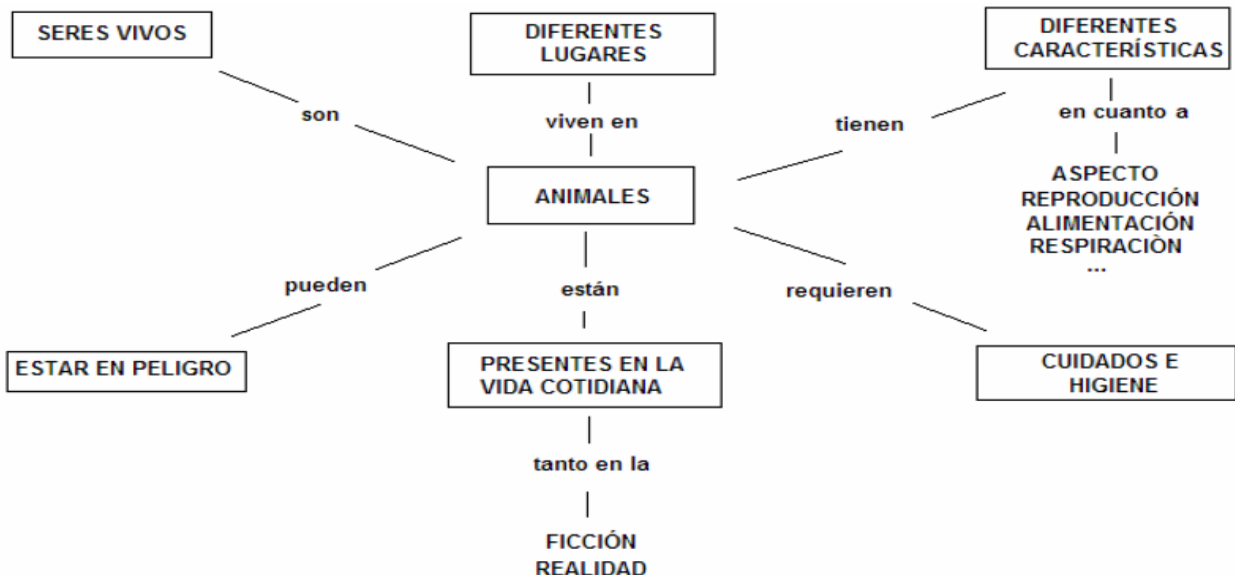 SERES VIVOS
DIFERENTES
LUGARES
DIFERENTES
CARACTERÍSTICAS
son
viven en
tienen
en cuanto a
ANIMALES
ASPECTO
REPRODUCCIÓN
ALIMENTACIÓN
RESPIRACIÒN
...
pueden
están
requieren
ESTAR EN PELIGRO
PRESENTES EN LA
VIDA COTIDIANA
CUIDADOS E
HIGIENE
tanto en la
FICCIÓN
REALIDAD